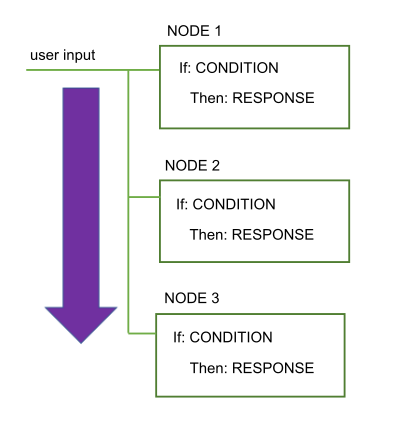 NODE 1
user input
If: CONDITION
Then: RESPONSE
NODE 2
If: CONDITION
Then: RESPONSE
NODE 3
If: CONDITION
Then: RESPONSE